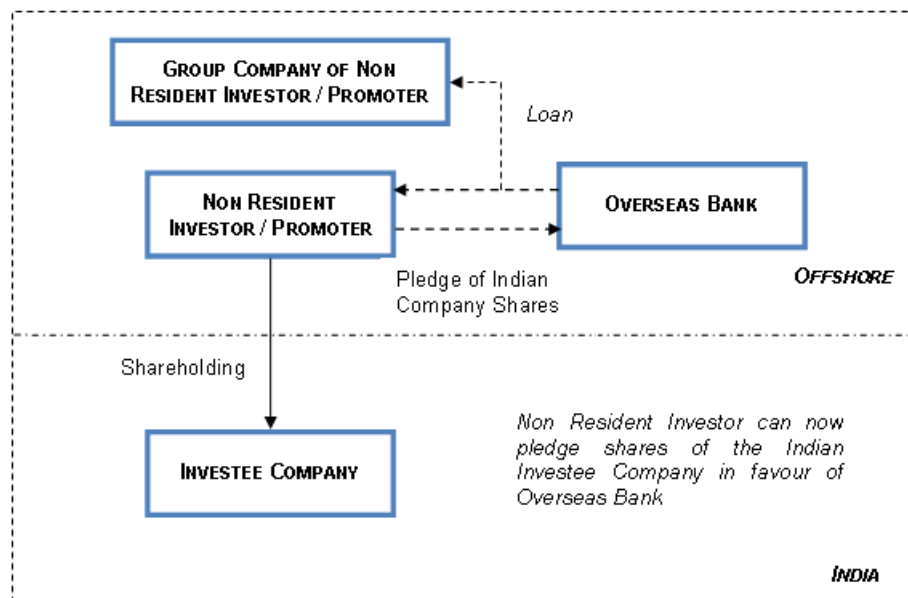 GROUP COMPANY OF NON
RESIDENT INVESTOR / PROMOTER
Loan
NON RESIDENT
INVESTOR / PROMOTER
OVERSEAS BANK
Pledge of Indian
Company Shares
OFFSHORE
Shareholding
INVESTEE COMPANY
Non Resident Investor can now
pledge shares of the Indian
Investee Company in favour of
Overseas Bank
INDIA